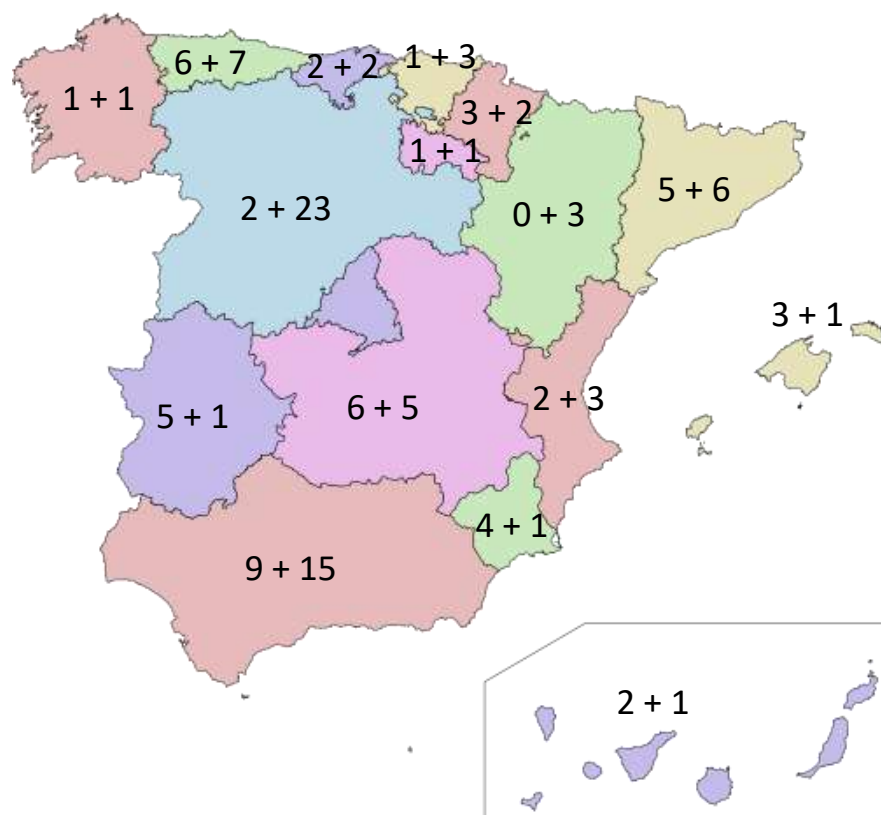 1 + 3
6 + 7
2 + 2
1 + 1
3 + 2
1 + 1
5 + 6
2 + 23
0 + 3
3 + 1
2 + 3
6 + 5
5 + 1
4 + 1
9 + 15
2 + 1